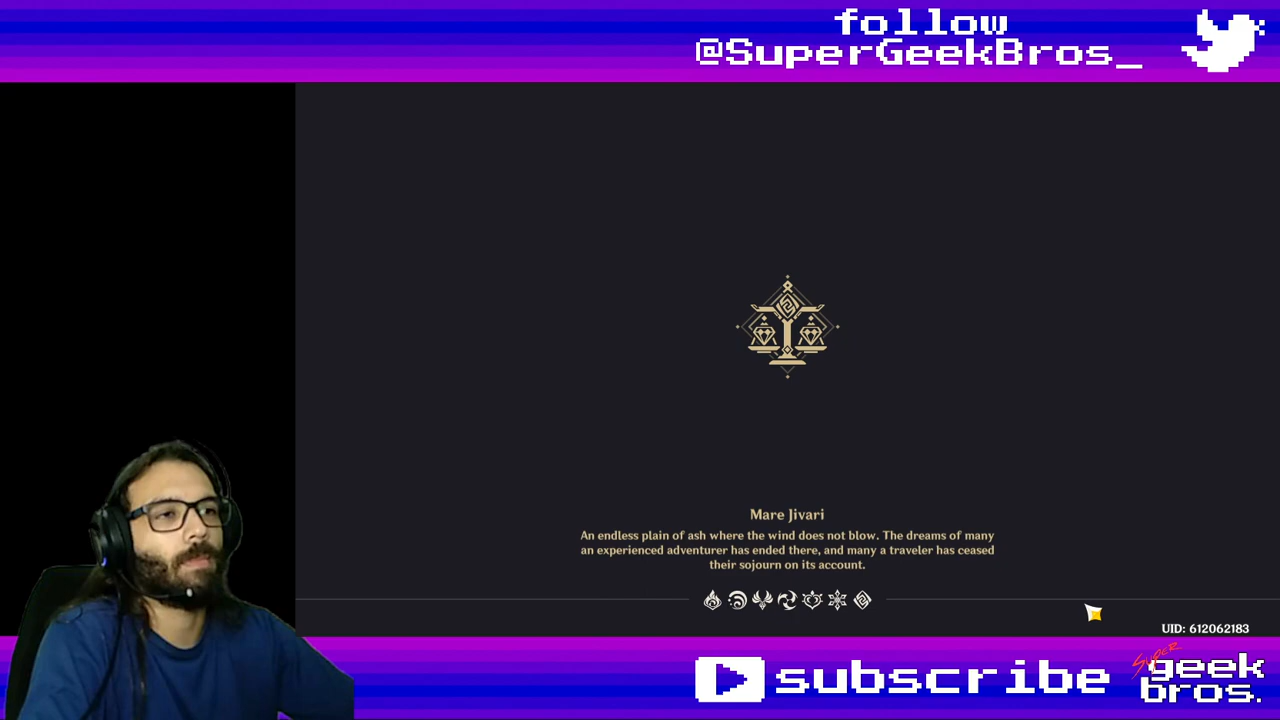 follow
@SuperGeekBros_
Mare Jivari
An endless plain of ash where the wind does not blow. The dreams of many
an experienced adventurer has ended there, and many a traveler has ceased
their sojourn on its account.
UID: 612062183
subscribe
SUPER
geek
bros.